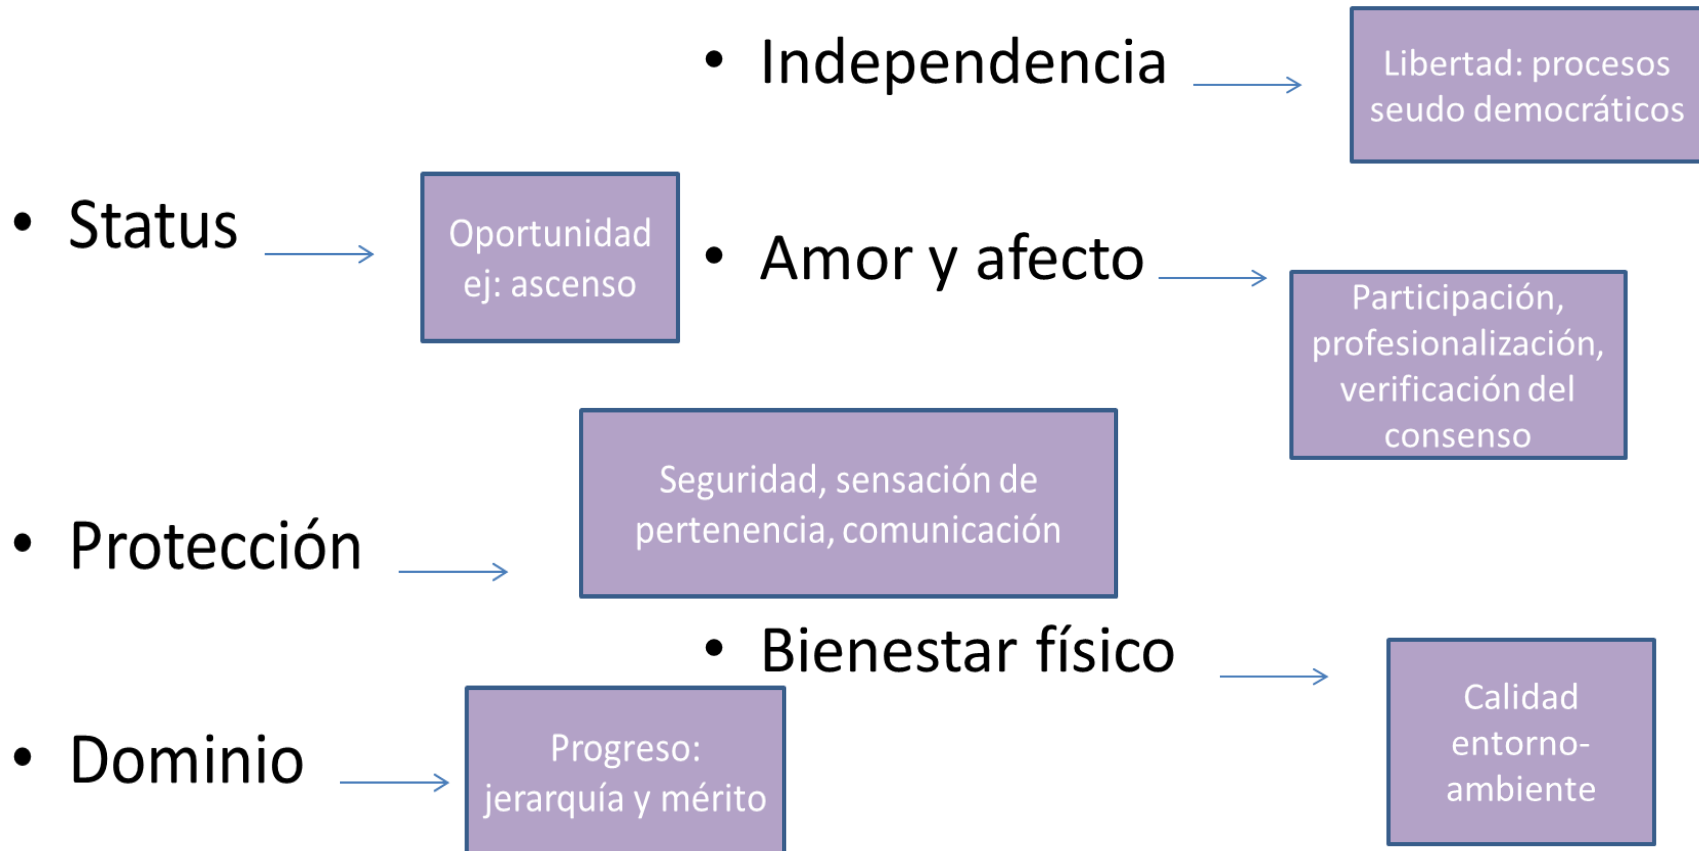 • Status
Oportunidad
ej: ascenso
• Protección
Seguridad, sensación de
pertenencia, comunicación
• Dominio
Progreso:
jerarquía y mérito
• Independencia
Libertad: procesos
seudo democráticos
• Amor y afecto
Participación,
profesionalización,
verificación del
consenso
• Bienestar físico
Calidad
entorno-
ambiente